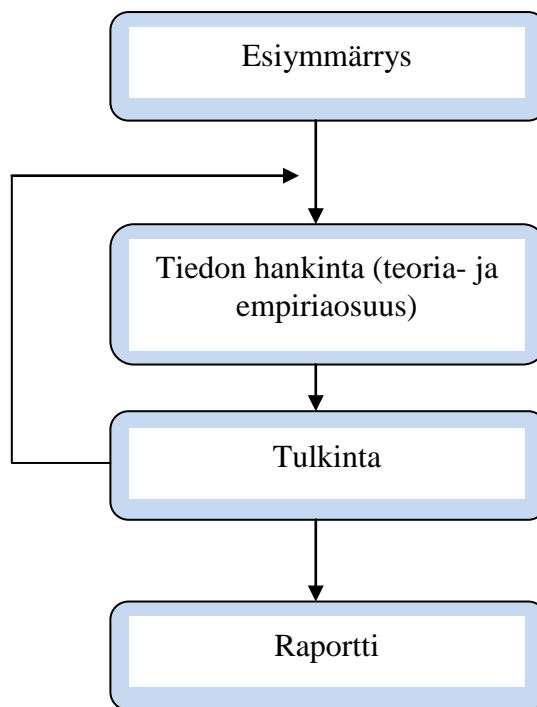 Esiymmärrys
Tiedon hankinta (teoria- ja
empiriaosuus)
Tulkinta
Raportti